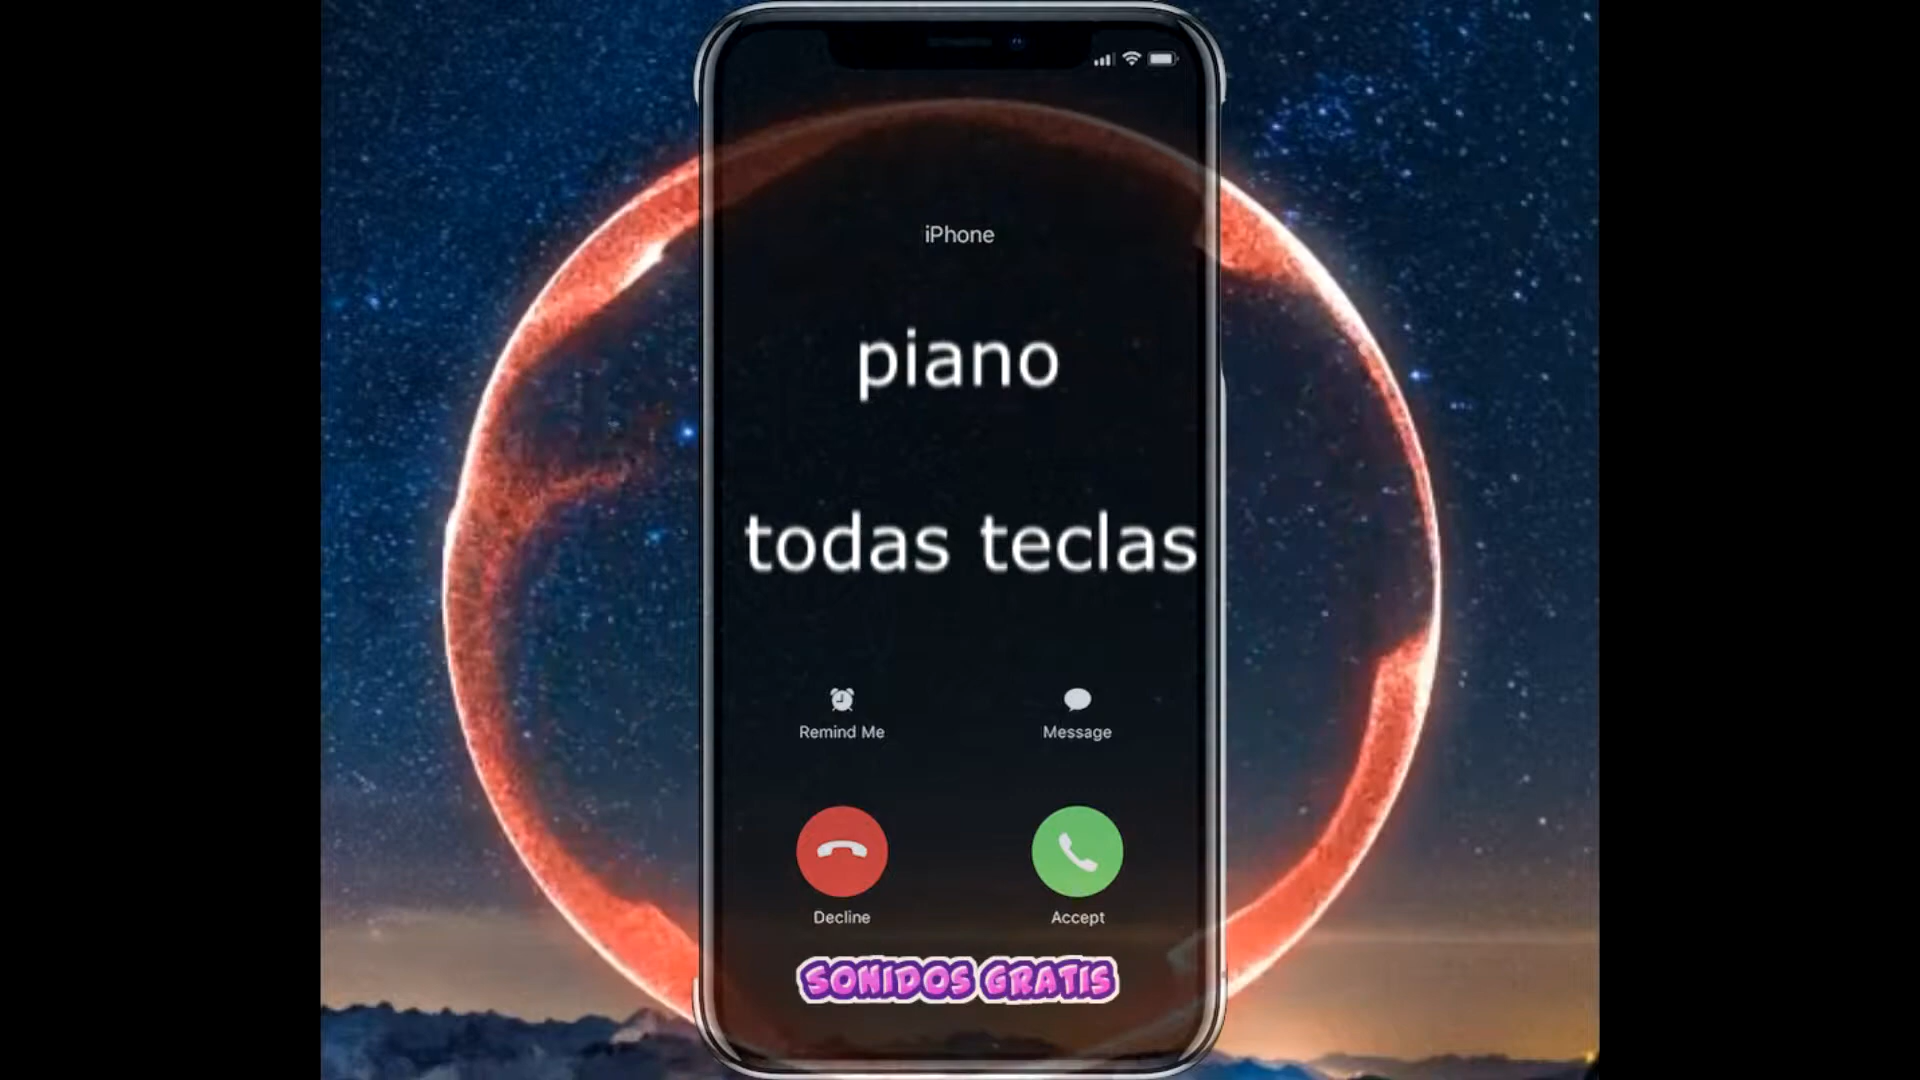 iPhone
piano
todas teclas
Remind Me
Message
Decline
Accept
SONIDOS GRATIS